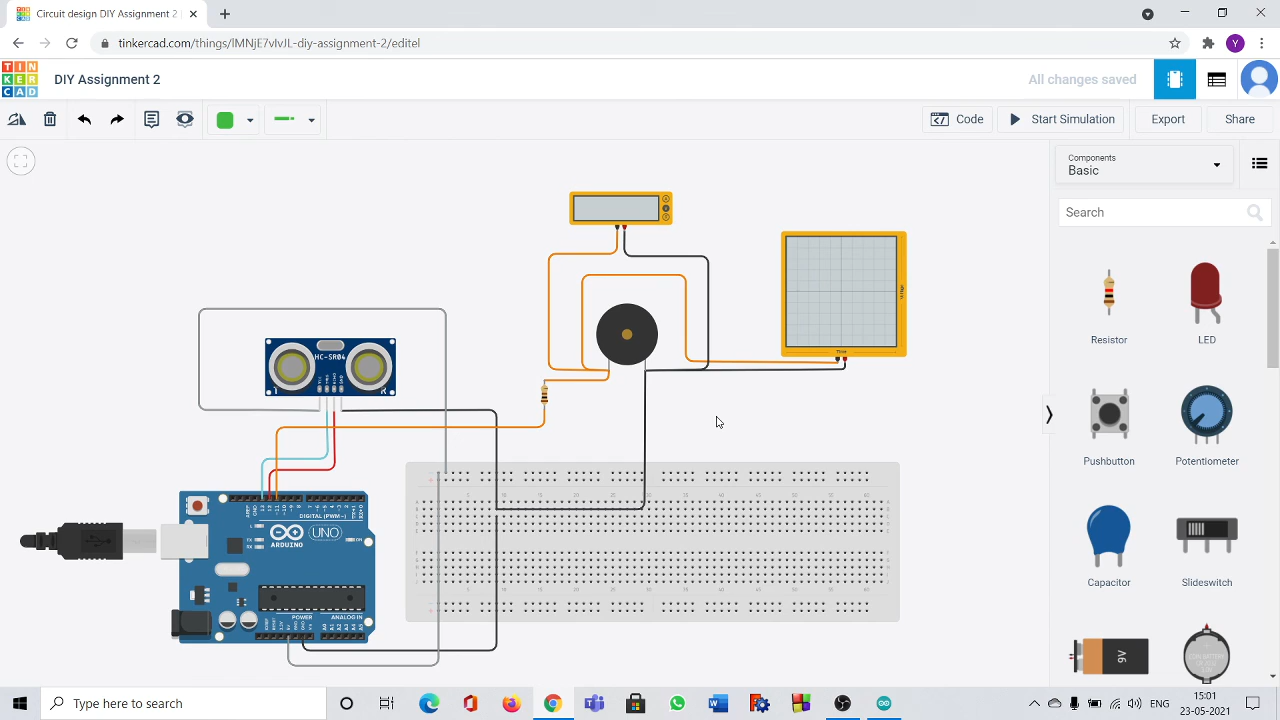 Circuit design DIY Assignment 2
tinkercad.com/things/lMNjE7vIvJL-diy-assignment-2/editel
Y
TIN
KER
CAD
DIY Assignment 2
All changes saved
Code
Start Simulation
Export
Share
Components
Basic
Search
Resistor
LED
Pushbutton
Potentiometer
Capacitor
Slideswitch
9V
HC-SR04
Time
DIGITAL (PWM~)
UNO
ARDUINO
POWER
ANALOG IN
Type here to search
ENG
15:01
23-05-2021